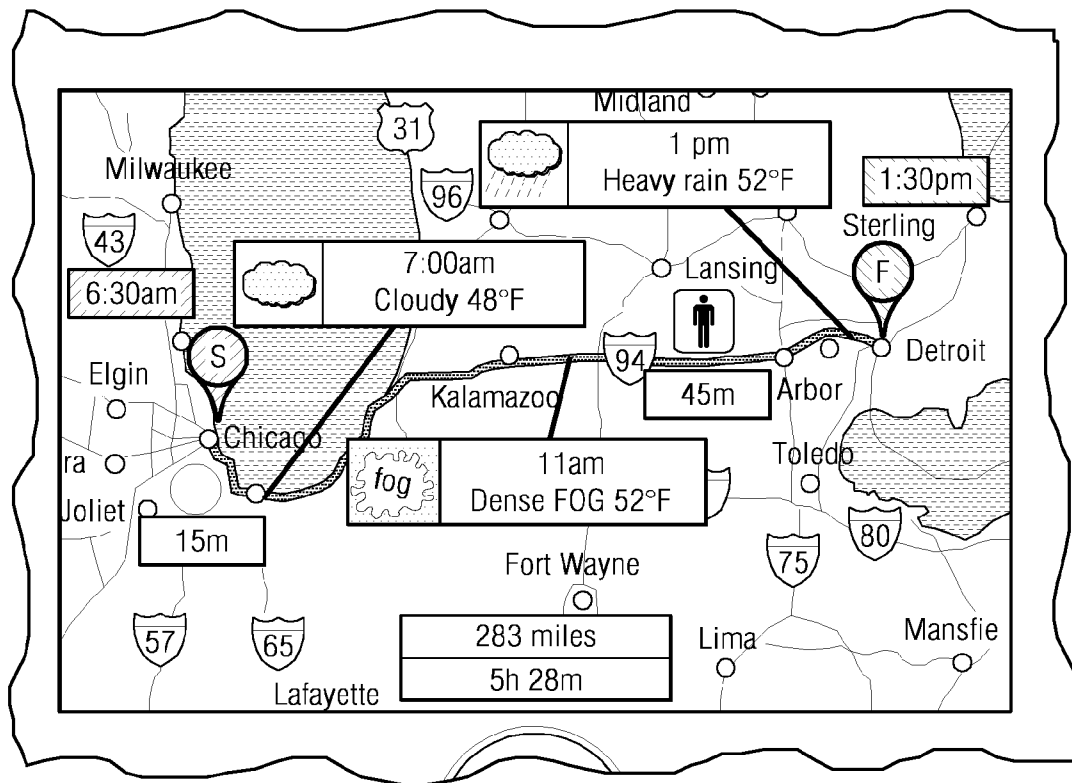 Midland
31
1 pm
Heavy rain 52°F
Milwaukee
96
1:30pm
43
Sterling
7:00am
Cloudy 48°F
Lansing
F
6:30am
S
94
Detroit
Elgin
Kalamazoo
45m
Arbor
Chicago
ra
fog
11am
Dense FOG 52°F
Toledo
Joliet
15m
80
75
Fort Wayne
57
65
283 miles
5h 28m
Lima
Mansfie
Lafayette